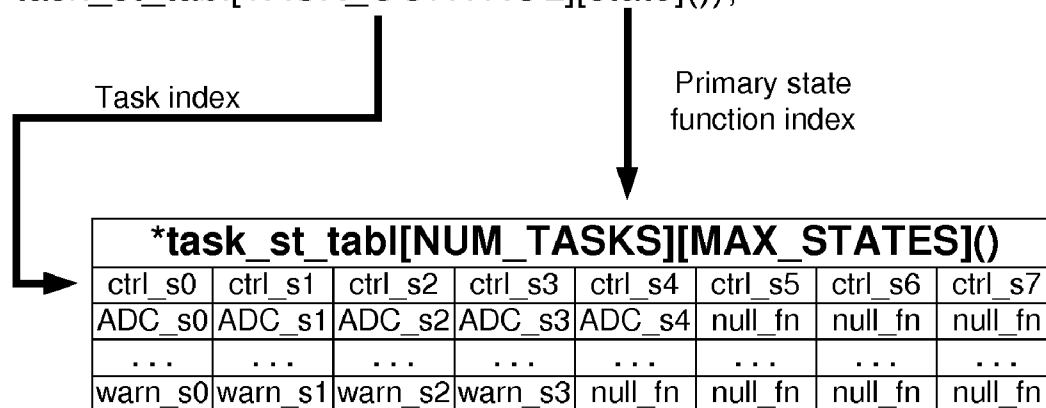 Task index
Primary state
function index
*task_st_tabl[NUM_TASKS][MAX_STATES]()
ctrl_s0 ctrl_s1 ctrl_s2 ctrl_s3 ctrl_s4 ctrl_s5 ctrl_s6 ctrl_s7
ADC_s0 ADC_s1 ADC_s2 ADC_s3 ADC_s4 null_fn null_fn null_fn
... ... ... ... ... ... ... ...
warn_s0 warn_s1 warn_s2 warn_s3 null_fn null_fn null_fn null_fn